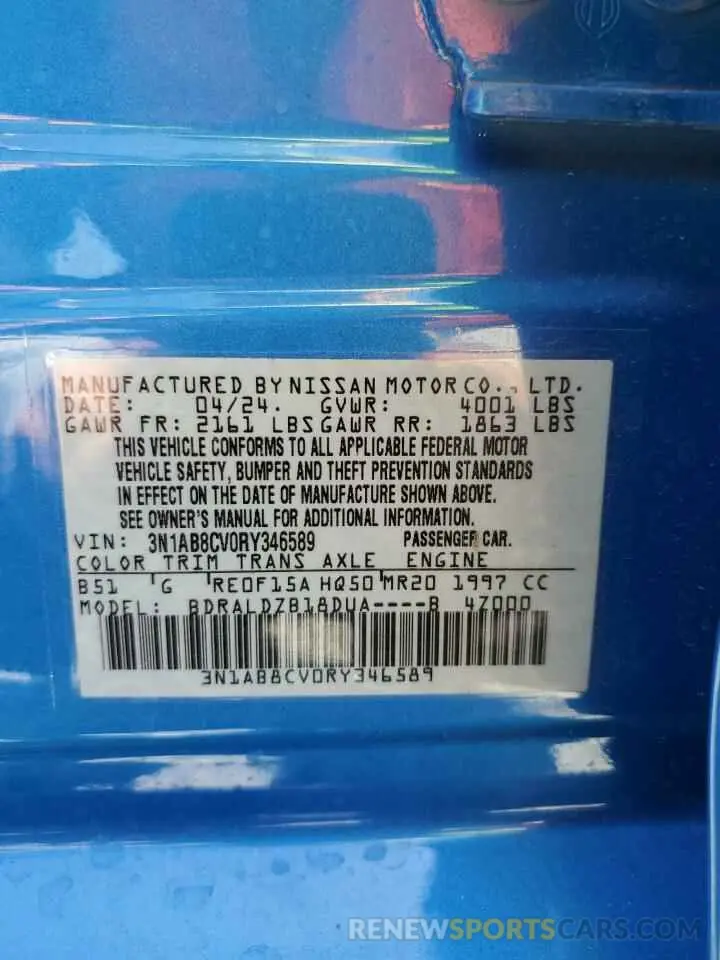 MANUFACTURED BY NISSAN MOTOR CO., LTD.
DATE: 04/24. GVWR: 4001 LBS
GAWR FR: 2161 LBS GAWR RR: 1863 LBS
THIS VEHICLE CONFORMS TO ALL APPLICABLE FEDERAL MOTOR
VEHICLE SAFETY, BUMPER AND THEFT PREVENTION STANDARDS
IN EFFECT ON THE DATE OF MANUFACTURE SHOWN ABOVE.
SEE OWNER'S MANUAL FOR ADDITIONAL INFORMATION.
VIN: 3N1AB8CV0RY346589 PASSENGER CAR.
COLOR TRIM TRANS AXLE ENGINE
B51 'G 'RE0F15A HQ50'MR20 1997 CC
MODEL: BDRALDZB18DUA----B 4Z000
3N1AB8CV0RY346589
RENEWSPORTSCARS.COM